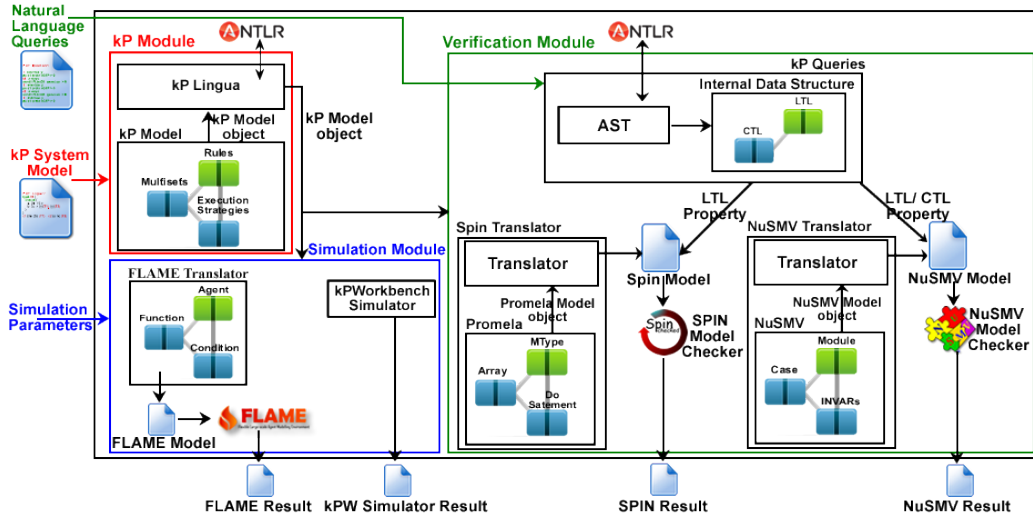 Natural
Language
Queries
kP Module
ANTLR
kP Lingua
kP Model
kP Model
object
kP Model
object
Rules
Multisets
Execution
Strategies
kP System
Model
Simulation Module
Simulation
Parameters
FLAME Translator
Agent
Function
Condition
FLAME Model
FLAME
kPWorkbench
Simulator
Verification Module
ANTLR
kP Queries
AST
Internal Data Structure
LTL
CTL
LTL
Property
LTL/ CTL
Property
Spin Translator
Translator
Spin Model
Promela Model
object
Promela
MType
Array
Do
Satement
Spin
checked
SPIN
Model
Checker
NuSMV Translator
Translator
NuSMV Model
NuSMV Model
object
NuSMV
Module
Case
INVARs
NuSMV
Model
Checker
FLAME Result
kPW Simulator Result
SPIN Result
NuSMV Result